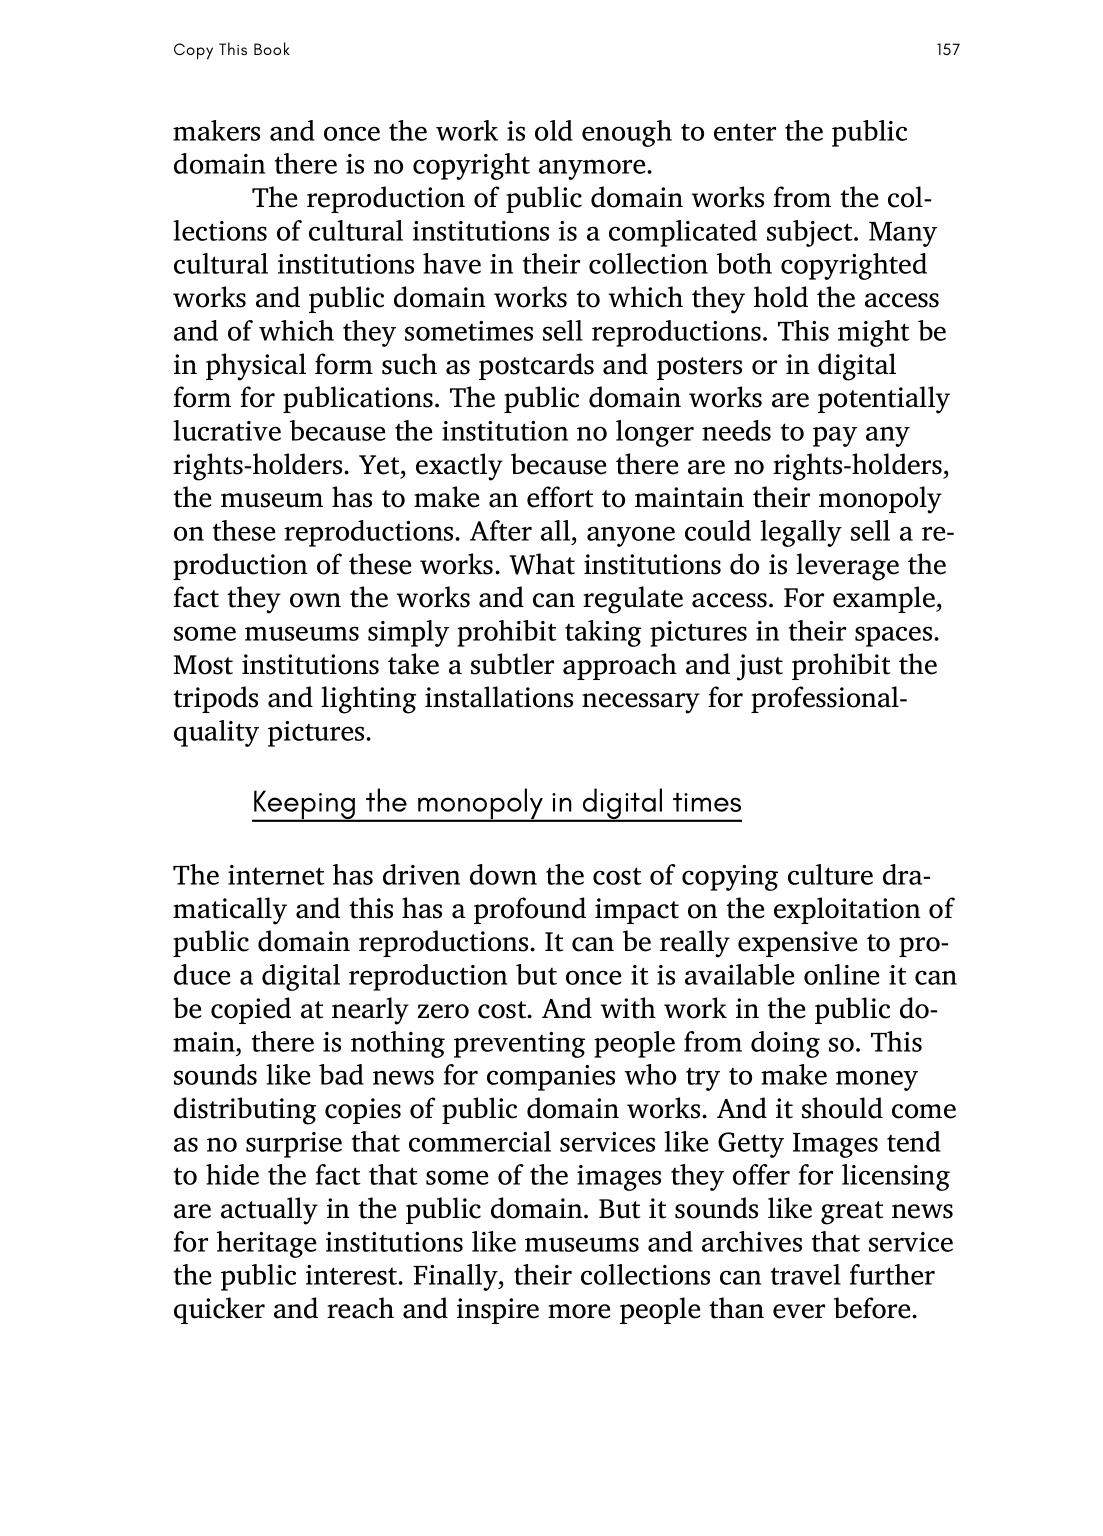 Copy This Book 157
makers and once the work is old enough to enter the public
domain there is no copyright anymore.
The reproduction of public domain works from the col-
lections of cultural institutions is a complicated subject. Many
cultural institutions have in their collection both copyrighted
works and public domain works to which they hold the access
and of which they sometimes sell reproductions. This might be
in physical form such as postcards and posters or in digital
form for publications. The public domain works are potentially
lucrative because the institution no longer needs to pay any
rights-holders. Yet, exactly because there are no rights-holders,
the museum has to make an effort to maintain their monopoly
on these reproductions. After all, anyone could legally sell a re-
production of these works. What institutions do is leverage the
fact they own the works and can regulate access. For example,
some museums simply prohibit taking pictures in their spaces.
Most institutions take a subtler approach and just prohibit the
tripods and lighting installations necessary for professional-
quality pictures.
Keeping the monopoly in digital times
The internet has driven down the cost of copying culture dra-
matically and this has a profound impact on the exploitation of
public domain reproductions. It can be really expensive to pro-
duce a digital reproduction but once it is available online it can
be copied at nearly zero cost. And with work in the public do-
main, there is nothing preventing people from doing so. This
sounds like bad news for companies who try to make money
distributing copies of public domain works. And it should come
as no surprise that commercial services like Getty Images tend
to hide the fact that some of the images they offer for licensing
are actually in the public domain. But it sounds like great news
for heritage institutions like museums and archives that service
the public interest. Finally, their collections can travel further
quicker and reach and inspire more people than ever before.